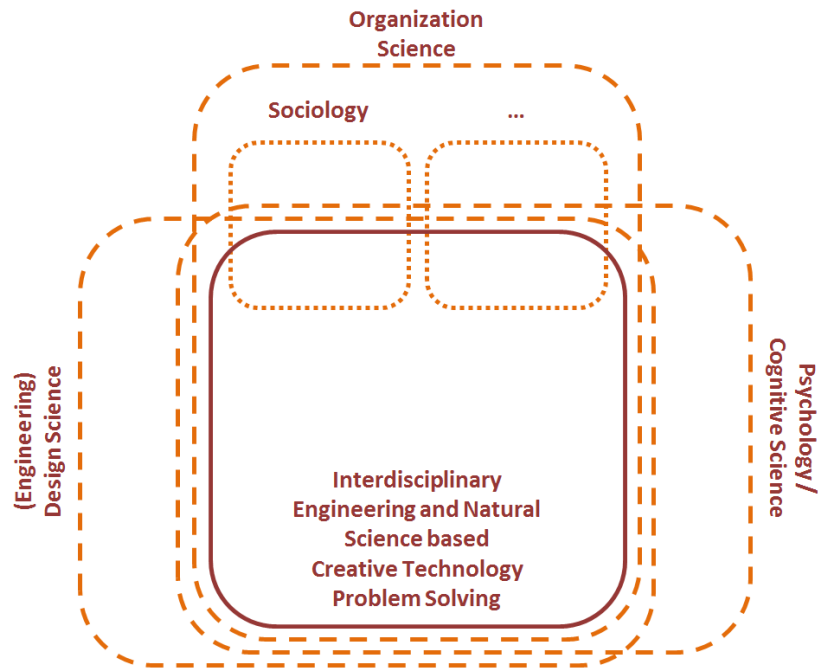 Organization
Science
Sociology
...
(Engineering)
Design Science
Psychology /
Cognitive Science
Interdisciplinary
Engineering and Natural
Science based
Creative Technology
Problem Solving